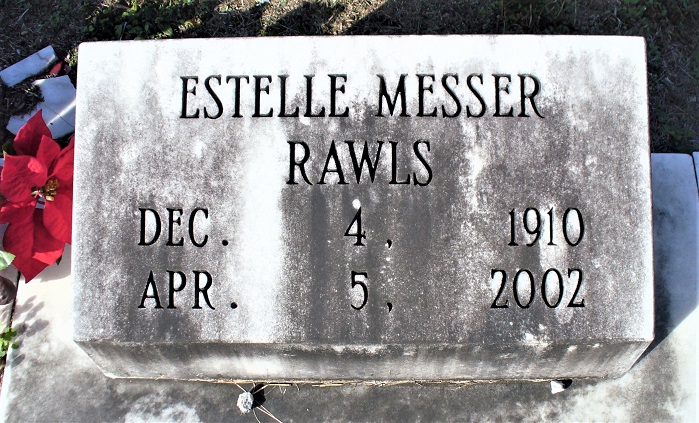 ESTELLE MESSER
RAWLS
DEC. 4, 1910
APR. 5, 2002